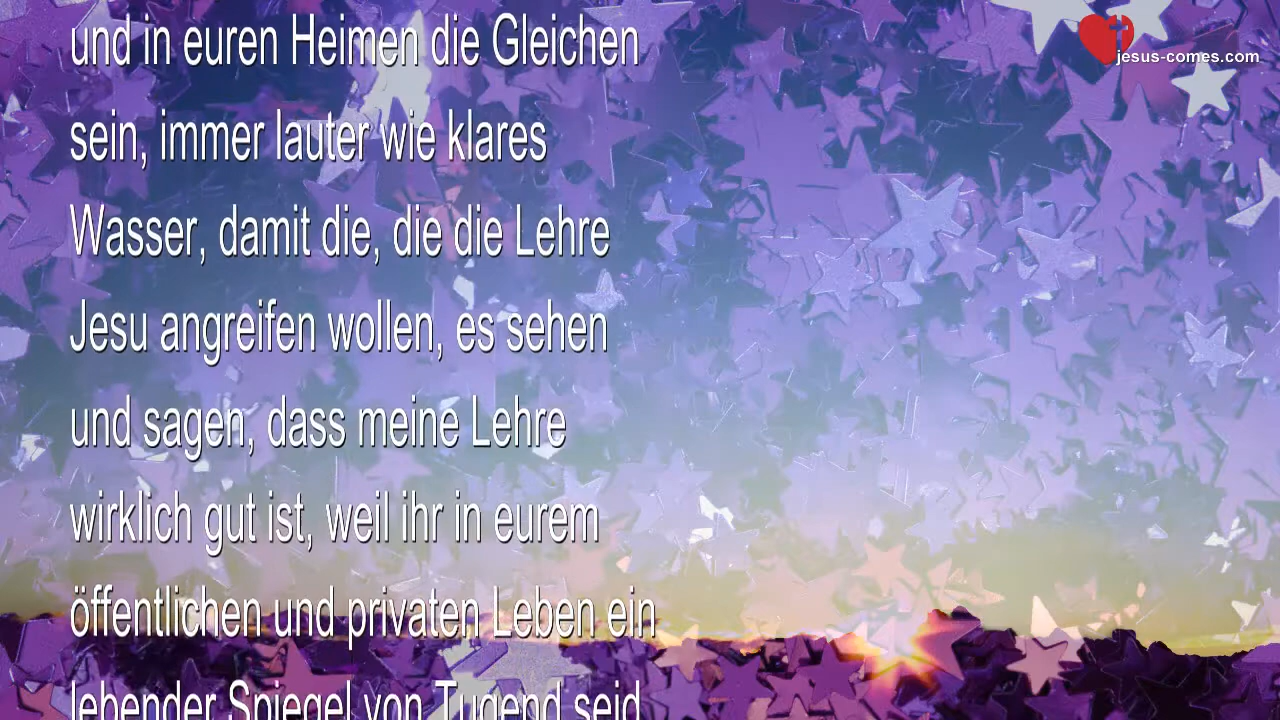 und in euren Heimen die Gleichen
jesus-comes.com
sein, immer lauter wie klares
Wasser, damit die, die die Lehre
Jesu angreifen wollen, es sehen
und sagen, dass meine Lehre
wirklich gut ist, weil ihr in eurem
öffentlichen und privaten Leben ein
lebender Spiegel von Tugend seid